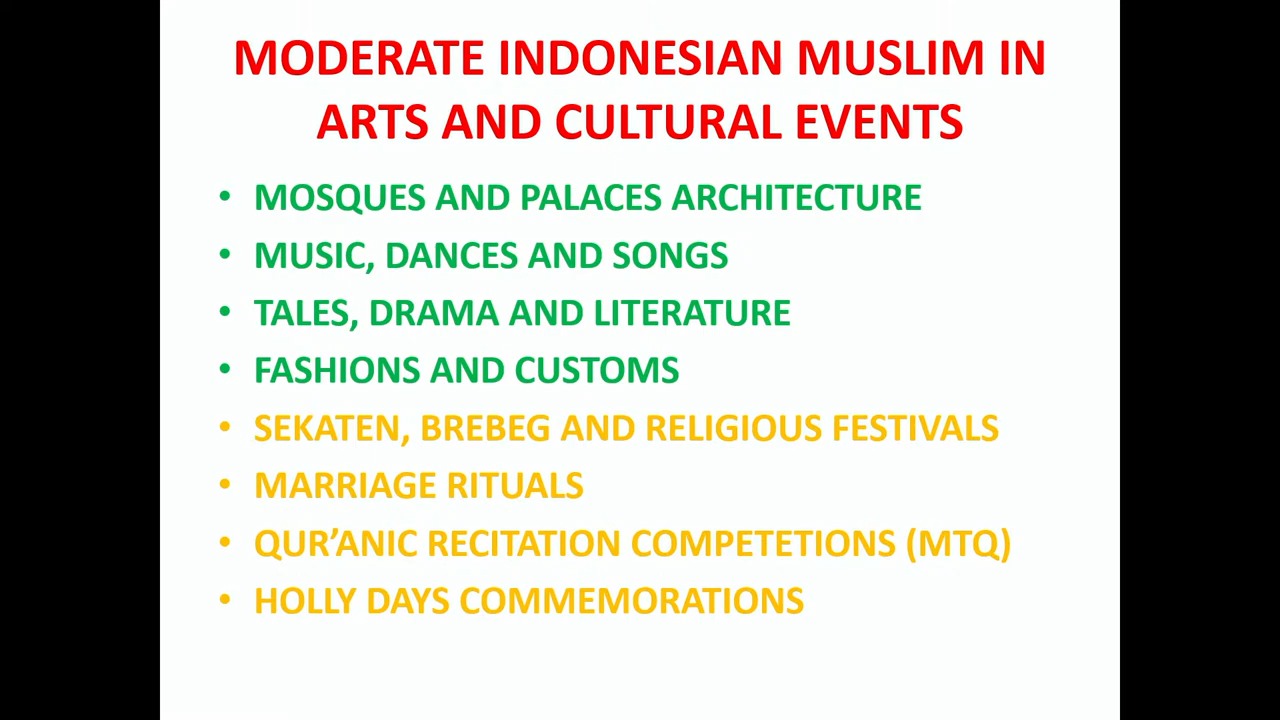 MODERATE INDONESIAN MUSLIM IN
ARTS AND CULTURAL EVENTS
• MOSQUES AND PALACES ARCHITECTURE
• MUSIC, DANCES AND SONGS
• TALES, DRAMA AND LITERATURE
• FASHIONS AND CUSTOMS
• SEKATEN, BREBEG AND RELIGIOUS FESTIVALS
• MARRIAGE RITUALS
• QUR’ANIC RECITATION COMPETETIONS (MTQ)
• HOLLY DAYS COMMEMORATIONS